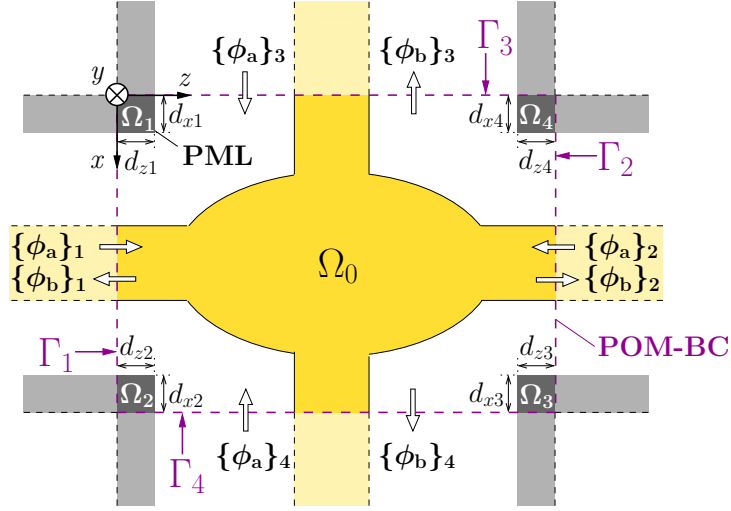 {ϕa}3 {ϕb}3 Γ3
y z
Ω1 dx1 dx4 Ω4
PML
x dz1 dz4 Γ2
{ϕa}1 {ϕa}2
Ω0
{ϕb}1 {ϕb}2
Γ1 dz2 dz3 POM-BC
Ω2 dx2 dx3 Ω3
{ϕa}4 {ϕb}4
Γ4